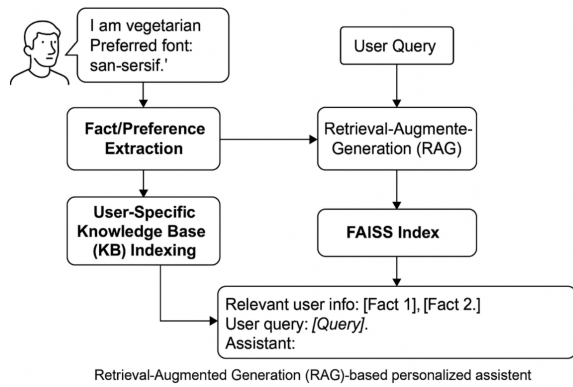 I am vegetarian
Preferred font:
san-sersif.'
User Query
Fact/Preference
Extraction
Retrieval-Augmente-
Generation (RAG)
User-Specific
Knowledge Base
(KB) Indexing
FAISS Index
Relevant user info: [Fact 1], [Fact 2.]
User query: [Query].
Assistant:
Retrieval-Augmented Generation (RAG)-based personalized assistent